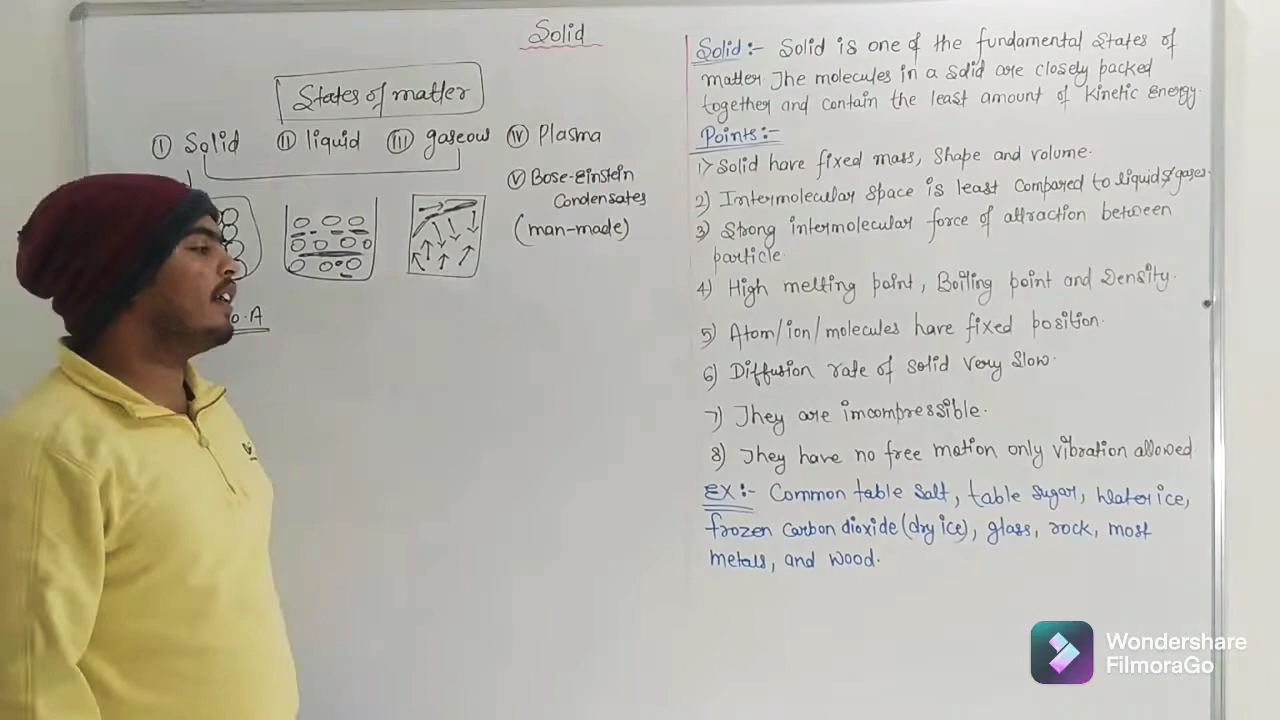 Solid
States of matter
I Solid II liquid III gaseous IV Plasma
V Bose-Einstein
Condensates
(man-made)
o.A
Solid:- Solid is one of the fundamental States of
matter. The molecules in a solid are closely packed
together and contain the least amount of Kinetic Energy.
Points:-
1) Solid have fixed mass, Shape and volume.
2) Intermolecular space is least compared to liquids & gases.
3) Strong intermolecular force of attraction between
particle.
4) High melting point, Boiling point and Density.
5) Atom/ion/molecules have fixed position.
6) Diffusion rate of solid very slow.
7) They are incompressible.
8) They have no free motion only vibration allowed
EX:- Common table salt, table sugar, water ice,
frozen carbon dioxide (dry ice), glass, rock, most
metals, and wood.
Wondershare
FilmoraGo